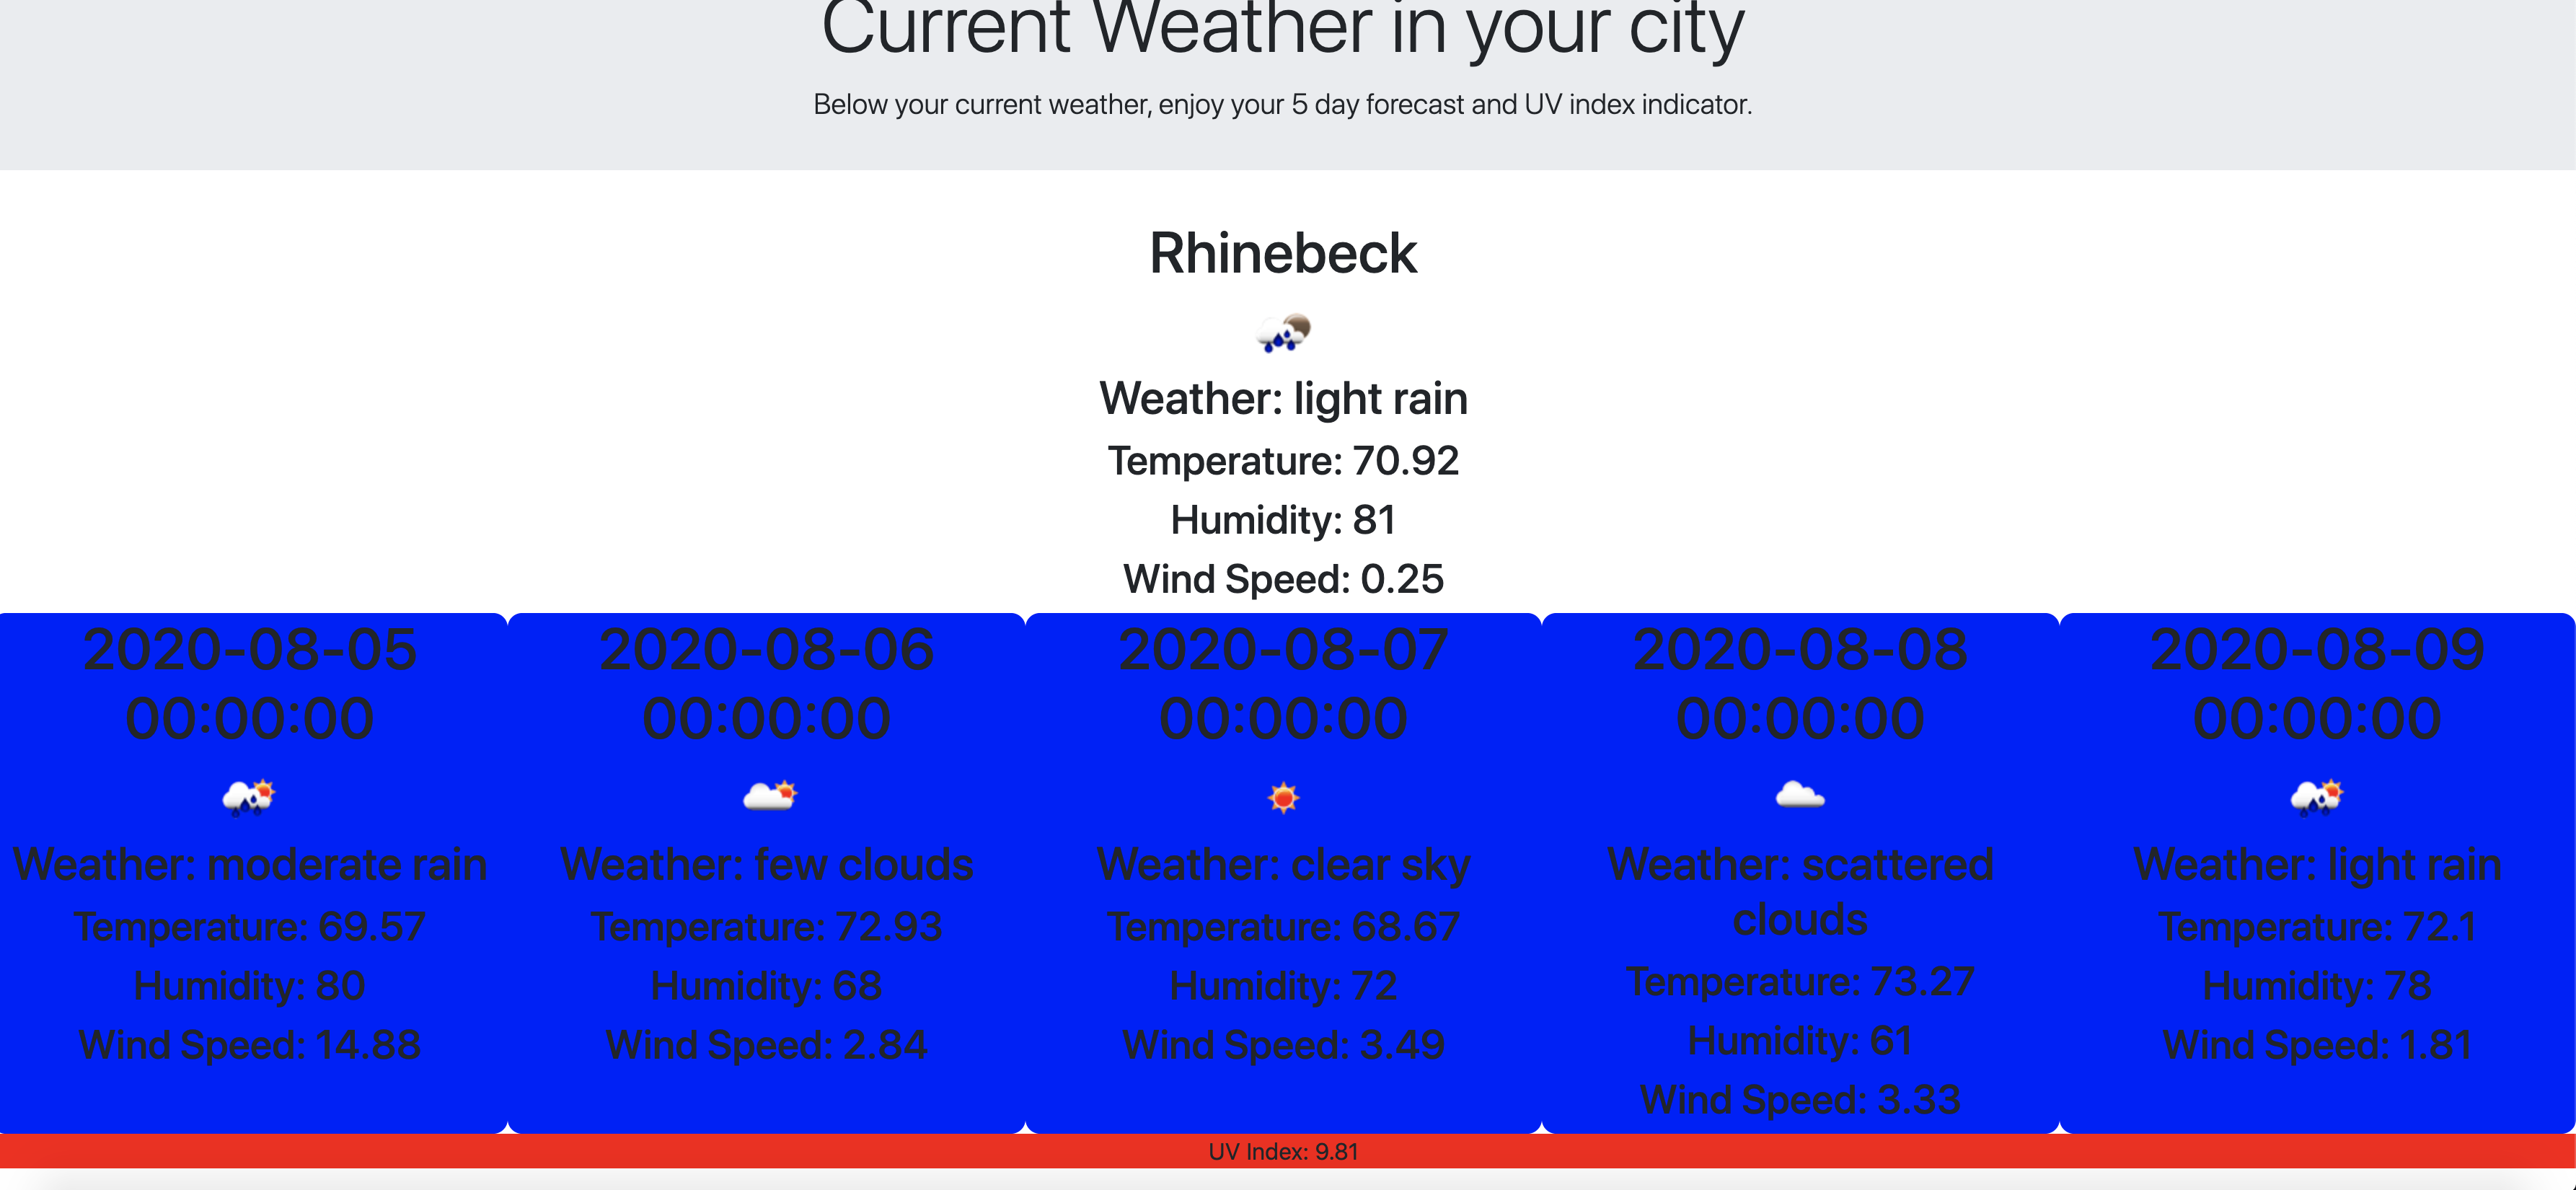 Current Weather in your city
Below your current weather, enjoy your 5 day forecast and UV index indicator.
Rhinebeck
Weather: light rain
Temperature: 70.92
Humidity: 81
Wind Speed: 0.25
2020-08-05
00:00:00
Weather: moderate rain
Temperature: 69.57
Humidity: 80
Wind Speed: 14.88
2020-08-06
00:00:00
Weather: few clouds
Temperature: 72.93
Humidity: 68
Wind Speed: 2.84
2020-08-07
00:00:00
Weather: clear sky
Temperature: 68.67
Humidity: 72
Wind Speed: 3.49
2020-08-08
00:00:00
Weather: scattered
clouds
Temperature: 73.27
Humidity: 61
Wind Speed: 3.33
2020-08-09
00:00:00
Weather: light rain
Temperature: 72.1
Humidity: 78
Wind Speed: 1.81
UV Index: 9.81